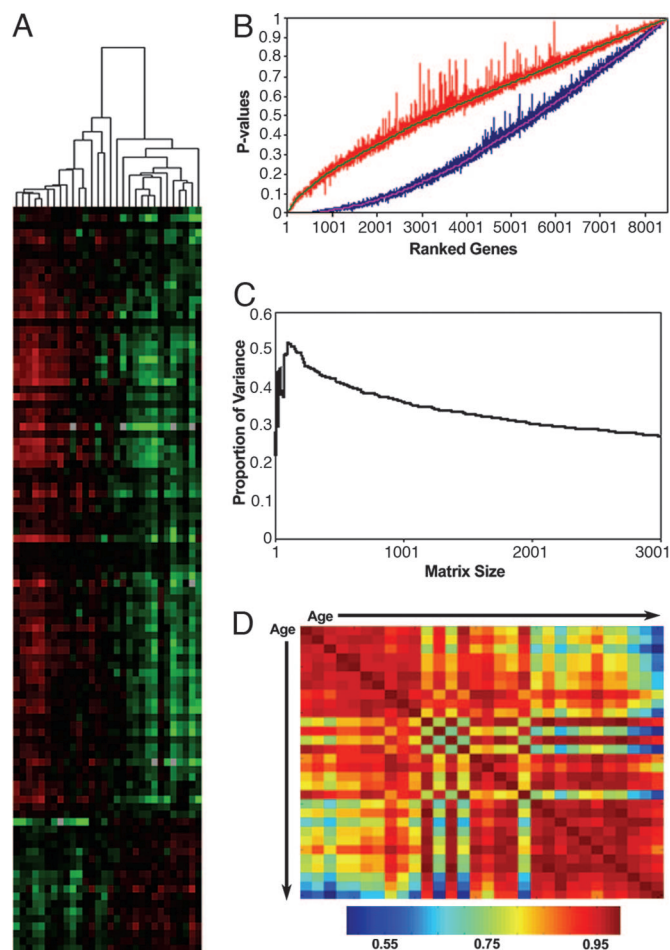 A
B
P-values
1
0.9
0.8
0.7
0.6
0.5
0.4
0.3
0.2
0.1
0
1 1001 2001 3001 4001 5001 6001 7001 8001
Ranked Genes
C
Proportion of Variance
0.6
0.5
0.4
0.3
0.2
0.1
0
1 1001 2001 3001
Matrix Size
D
Age
Age
0.55 0.75 0.95